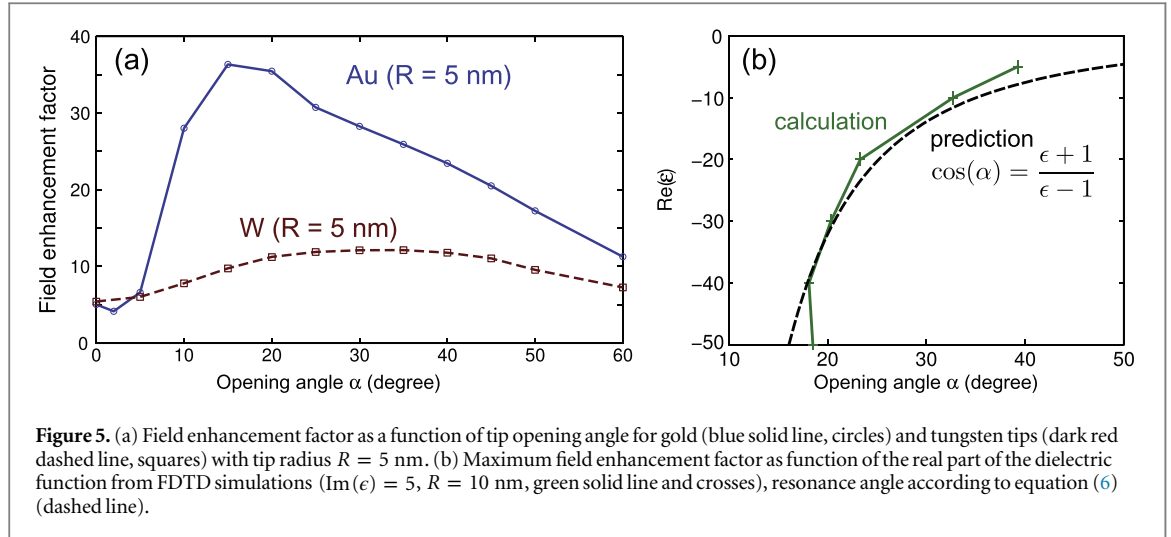 (a)
Au (R = 5 nm)
W (R = 5 nm)
Field enhancement factor
40
30
20
10
0
0 10 20 30 40 50 60
Opening angle α (degree)
(b)
calculation
prediction
cos(α) = (ϵ + 1)/(ϵ − 1)
Re(ε)
0
−10
−20
−30
−40
−50
10 20 30 40 50
Opening angle α (degree)
Figure 5. (a) Field enhancement factor as a function of tip opening angle for gold (blue solid line, circles) and tungsten tips (dark red
dashed line, squares) with tip radius R = 5 nm. (b) Maximum field enhancement factor as function of the real part of the dielectric
function from FDTD simulations (Im(ϵ) = 5, R = 10 nm, green solid line and crosses), resonance angle according to equation (6)
(dashed line).